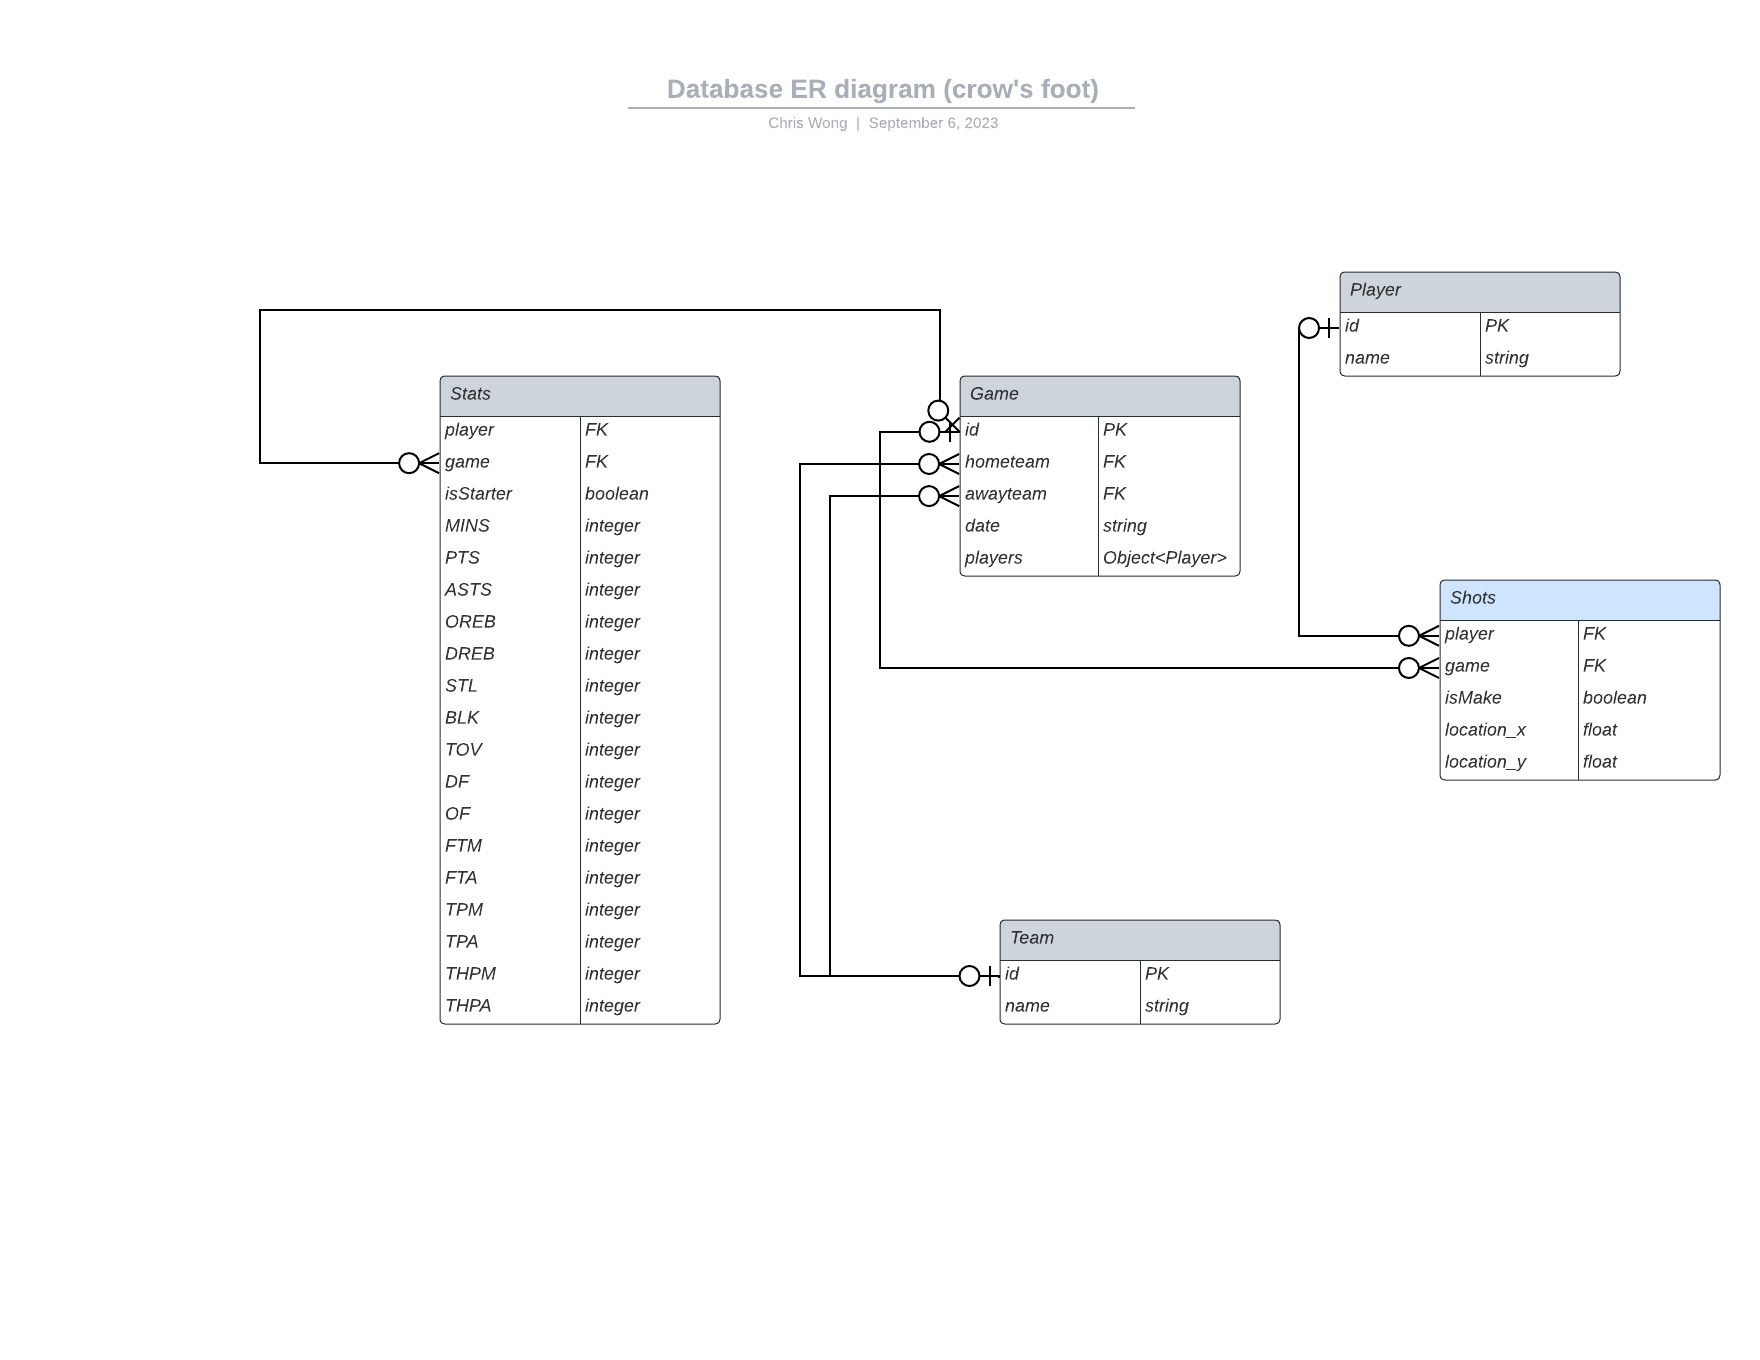 Database ER diagram (crow's foot)
Chris Wong | September 6, 2023
Stats
player FK
game FK
isStarter boolean
MINS integer
PTS integer
ASTS integer
OREB integer
DREB integer
STL integer
BLK integer
TOV integer
DF integer
OF integer
FTM integer
FTA integer
TPM integer
TPA integer
THPM integer
THPA integer
Game
id PK
hometeam FK
awayteam FK
date string
players Object<Player>
Player
id PK
name string
Shots
player FK
game FK
isMake boolean
location_x float
location_y float
Team
id PK
name string